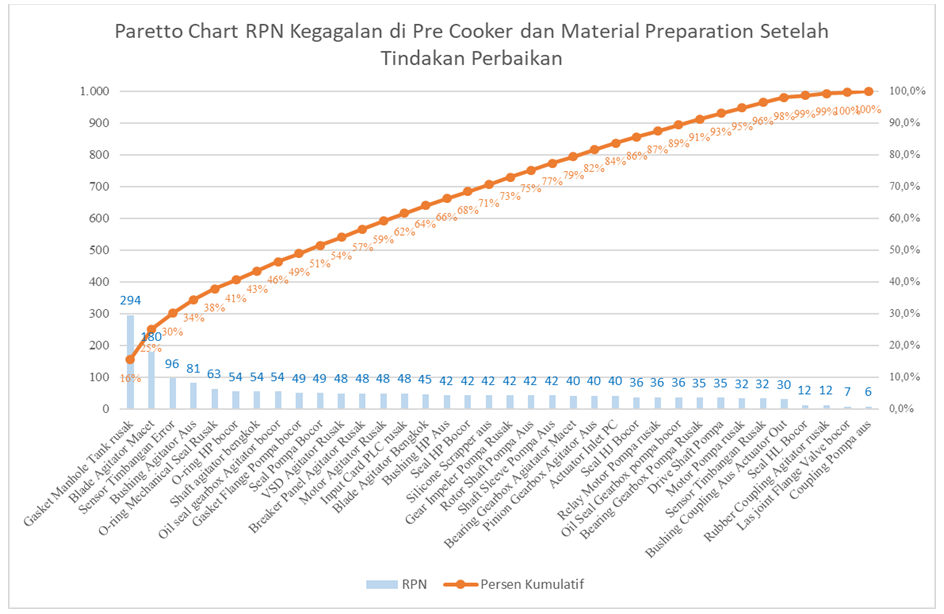 Paretto Chart RPN Kegagalan di Pre Cooker dan Material Preparation Setelah
Tindakan Perbaikan
1.000
900
800
700
600
500
400
300
200
100
0
100,0%
90,0%
80,0%
70,0%
60,0%
50,0%
40,0%
30,0%
20,0%
10,0%
0,0%
294
180
96
81
63
54
54
54
49
49
48
48
48
48
45
42
42
42
42
42
42
40
40
40
36
36
36
35
35
32
32
30
12
12
7
6
16%
25%
30%
34%
38%
41%
43%
46%
49%
51%
54%
57%
59%
62%
64%
66%
68%
71%
73%
75%
77%
79%
82%
84%
86%
87%
89%
91%
93%
95%
96%
98%
99%
99%
100%
100%
Gasket Manhole Tank rusak
Blade Agitator Macet
Sensor Timbangan Error
Bushing Agitator Aus
O-ring Mechanical Seal Rusak
O-ring HP bocor
Shaft agitator bengkok
Oil seal gearbox Agitator bocor
Gasket Flange Pompa bocor
Seal Pompa Bocor
VSD Agitator Rusak
Breaker Panel Agitator Rusak
Motor Agitator Rusak
Input Card PLC rusak
Blade Agitator Bengkok
Bushing HP Aus
Seal HP Bocor
Silicone Scrapper aus
Gear Impeler Pompa Rusak
Rotor Shaft Pompa Aus
Shaft Sleeve Pompa Aus
Bearing Gearbox Agigatator Macet
Pinion Gearbox Agitator Aus
Actuator Inlet PC
Seal HJ Bocor
Relay Motor Pompa rusak
Oil Seal Gearbox Pompa bocor
Bearing Gearbox Pompa Rusak
Drive Shaft Pompa
Motor Pompa rusak
Sensor Timbangan Rusak
Bushing Coupling Aus Actuator Out
Seal HL Bocor
Rubber Coupling Agitator rusak
Las joint Flange Valve bocor
Coupling Pompa aus
RPN
Persen Kumulatif